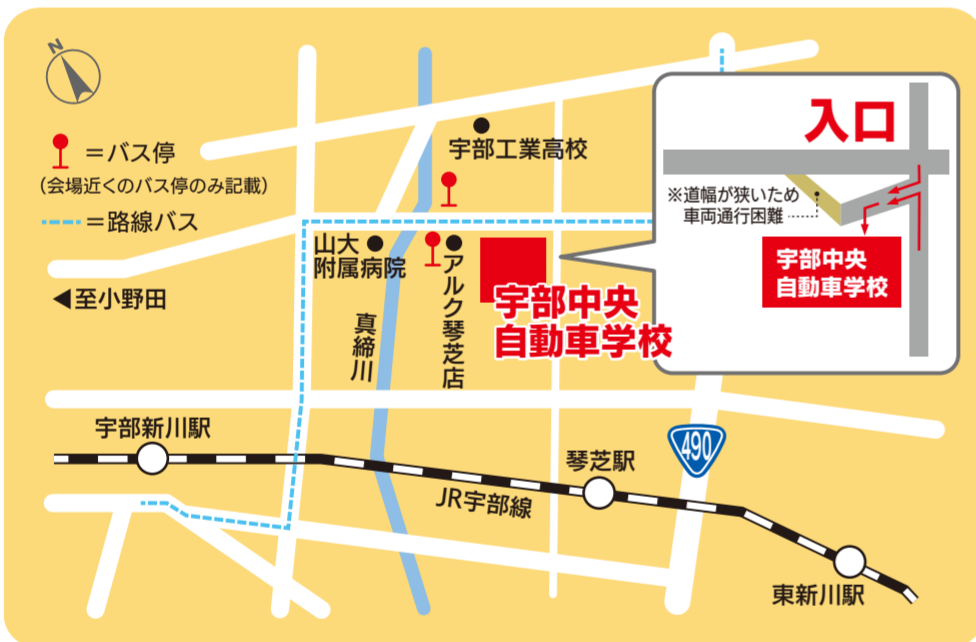 N
=バス停
(会場近くのバス停のみ記載)
=路線バス
◀至小野田
宇部工業高校
山大
附属病院
アルク琴芝店
真締川
宇部中央
自動車学校
入口
※道幅が狭いため
車両通行困難
宇部中央
自動車学校
宇部新川駅
JR宇部線
琴芝駅
490
東新川駅